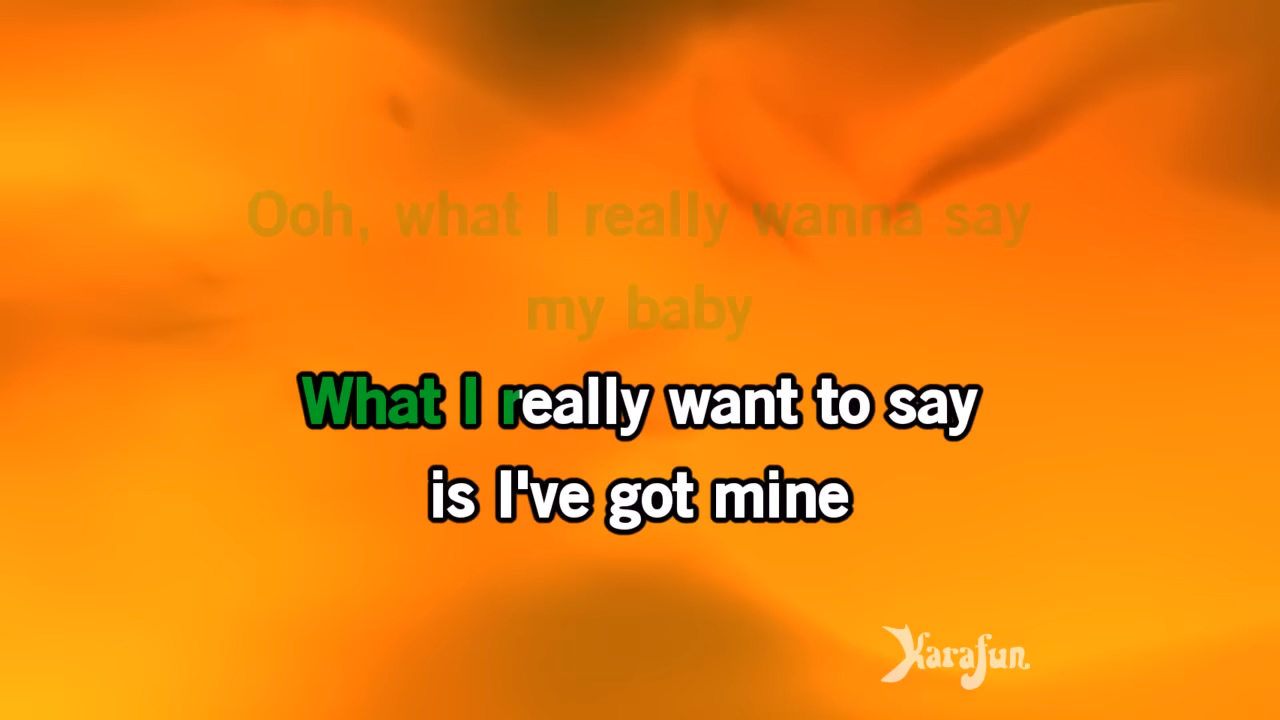 Ooh, what I really wanna say
my baby
What I really want to say
is I've got mine
Karafun